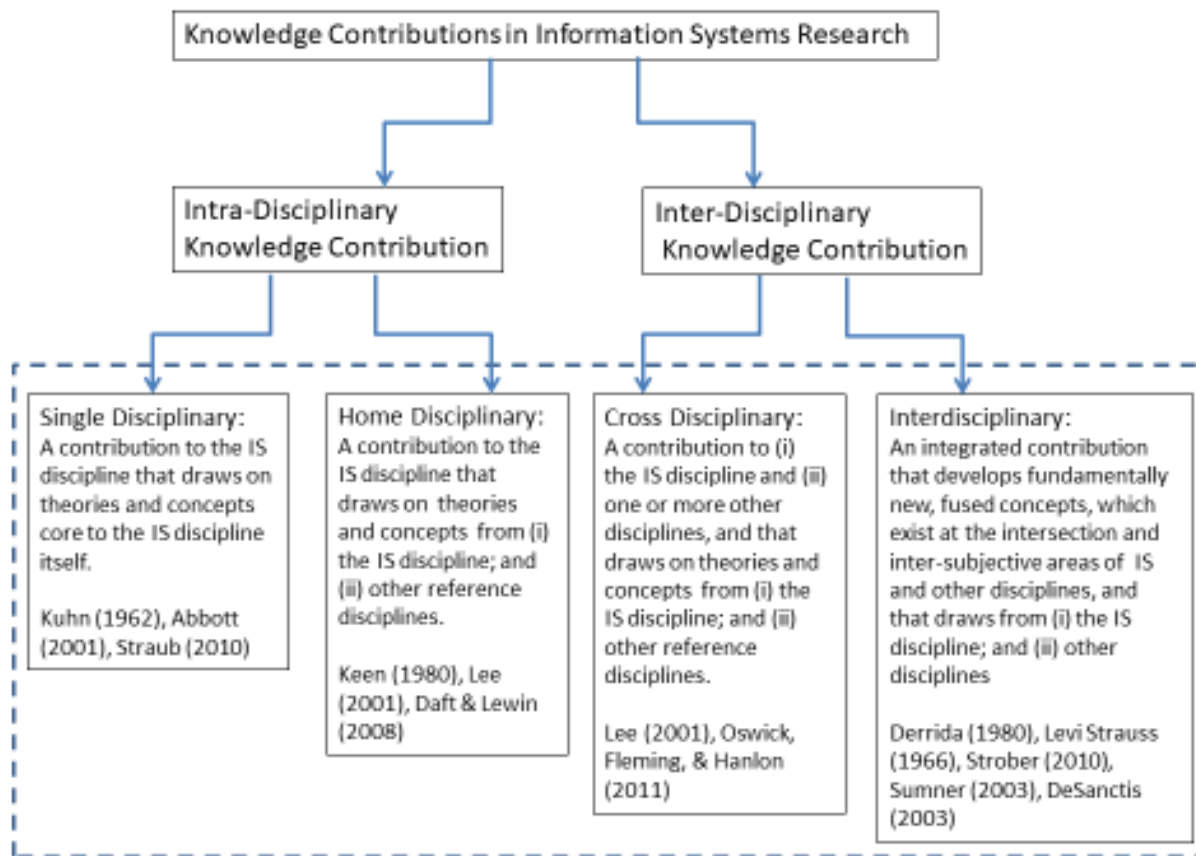 Knowledge Contributions in Information Systems Research
Intra-Disciplinary
Knowledge Contribution
Inter-Disciplinary
Knowledge Contribution
Single Disciplinary:
A contribution to the IS
discipline that draws on
theories and concepts
core to the IS discipline
itself.
Kuhn (1962), Abbott
(2001), Straub (2010)
Home Disciplinary:
A contribution to the
IS discipline that
draws on theories
and concepts from (i)
the IS discipline; and
(ii) other reference
disciplines.
Keen (1980), Lee
(2001), Daft & Lewin
(2008)
Cross Disciplinary:
A contribution to (i)
the IS discipline and (ii)
one or more other
disciplines, and that
draws on theories and
concepts from (i) the
IS discipline; and (ii)
other reference
disciplines.
Lee (2001), Oswick,
Fleming, & Hanlon
(2011)
Interdisciplinary:
An integrated contribution
that develops fundamentally
new, fused concepts, which
exist at the intersection and
inter-subjective areas of IS
and other disciplines, and
that draws from (i) the IS
discipline; and (ii) other
disciplines
Derrida (1980), Levi Strauss
(1966), Strober (2010),
Sumner (2003), DeSanctis
(2003)